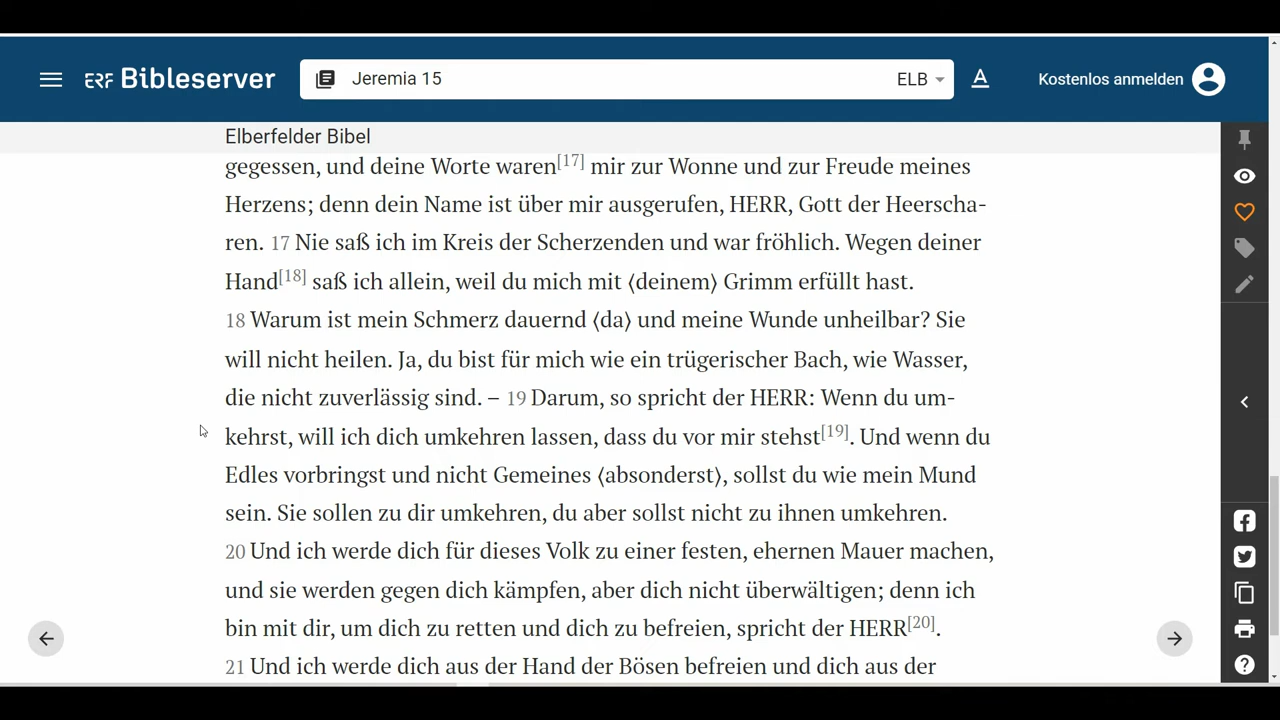 ERF Bibleserver
Jeremia 15
ELB
A
Kostenlos anmelden
Elberfelder Bibel
gegessen, und deine Worte waren[17] mir zur Wonne und zur Freude meines
Herzens; denn dein Name ist über mir ausgerufen, HERR, Gott der Heerscha-
ren. 17 Nie saß ich im Kreis der Scherzenden und war fröhlich. Wegen deiner
Hand[18] saß ich allein, weil du mich mit ⟨deinem⟩ Grimm erfüllt hast.
18 Warum ist mein Schmerz dauernd ⟨da⟩ und meine Wunde unheilbar? Sie
will nicht heilen. Ja, du bist für mich wie ein trügerischer Bach, wie Wasser,
die nicht zuverlässig sind. – 19 Darum, so spricht der HERR: Wenn du um-
kehrst, will ich dich umkehren lassen, dass du vor mir stehst[19]. Und wenn du
Edles vorbringst und nicht Gemeines ⟨absonderst⟩, sollst du wie mein Mund
sein. Sie sollen zu dir umkehren, du aber sollst nicht zu ihnen umkehren.
20 Und ich werde dich für dieses Volk zu einer festen, ehernen Mauer machen,
und sie werden gegen dich kämpfen, aber dich nicht überwältigen; denn ich
bin mit dir, um dich zu retten und dich zu befreien, spricht der HERR[20].
21 Und ich werde dich aus der Hand der Bösen befreien und dich aus der